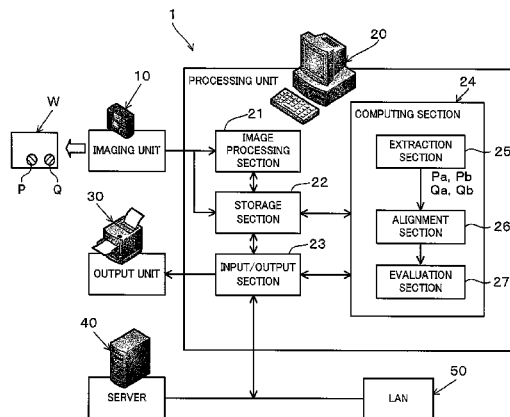 1
20
PROCESSING UNIT
24
10
W
21
COMPUTING SECTION
IMAGING UNIT
IMAGE
PROCESSING
SECTION
EXTRACTION
SECTION
25
P
Q
22
Pa, Pb
Qa, Qb
30
STORAGE
SECTION
ALIGNMENT
SECTION
26
23
OUTPUT UNIT
INPUT/OUTPUT
SECTION
EVALUATION
SECTION
27
40
50
SERVER
LAN